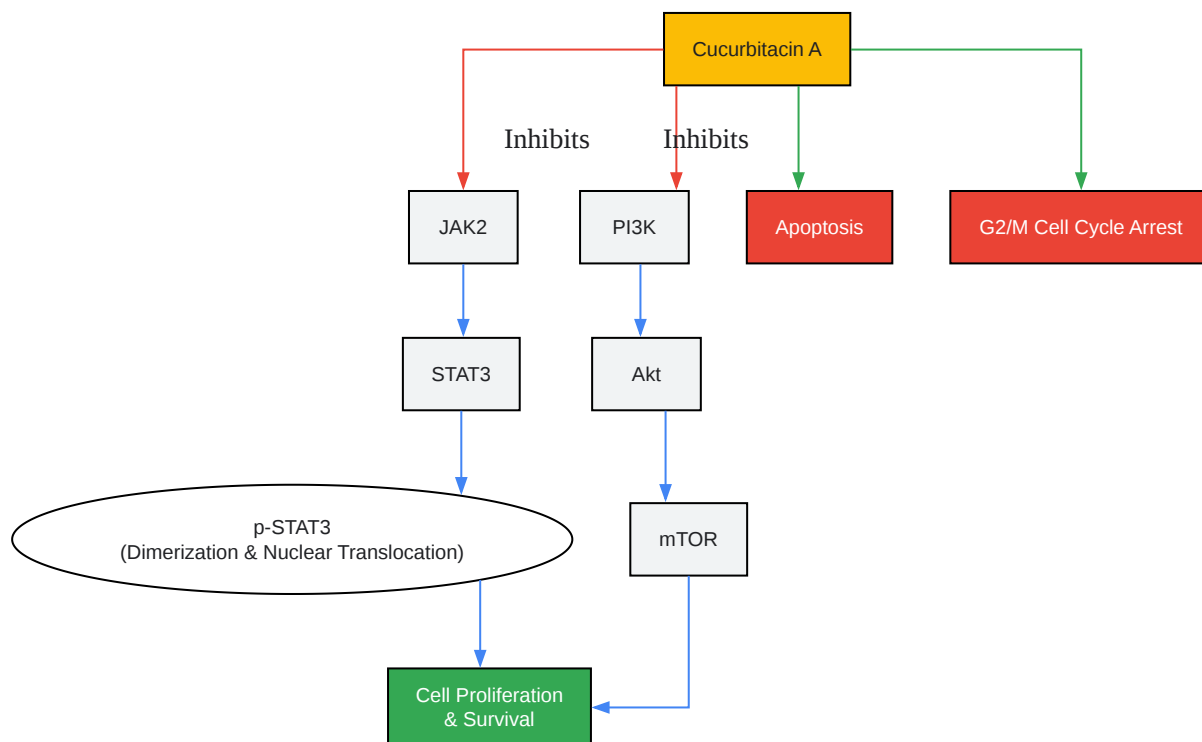 Cucurbitacin A
Inhibits
Inhibits
JAK2
PI3K
Apoptosis
G2/M Cell Cycle Arrest
STAT3
Akt
p-STAT3
(Dimerization & Nuclear Translocation)
mTOR
Cell Proliferation
& Survival